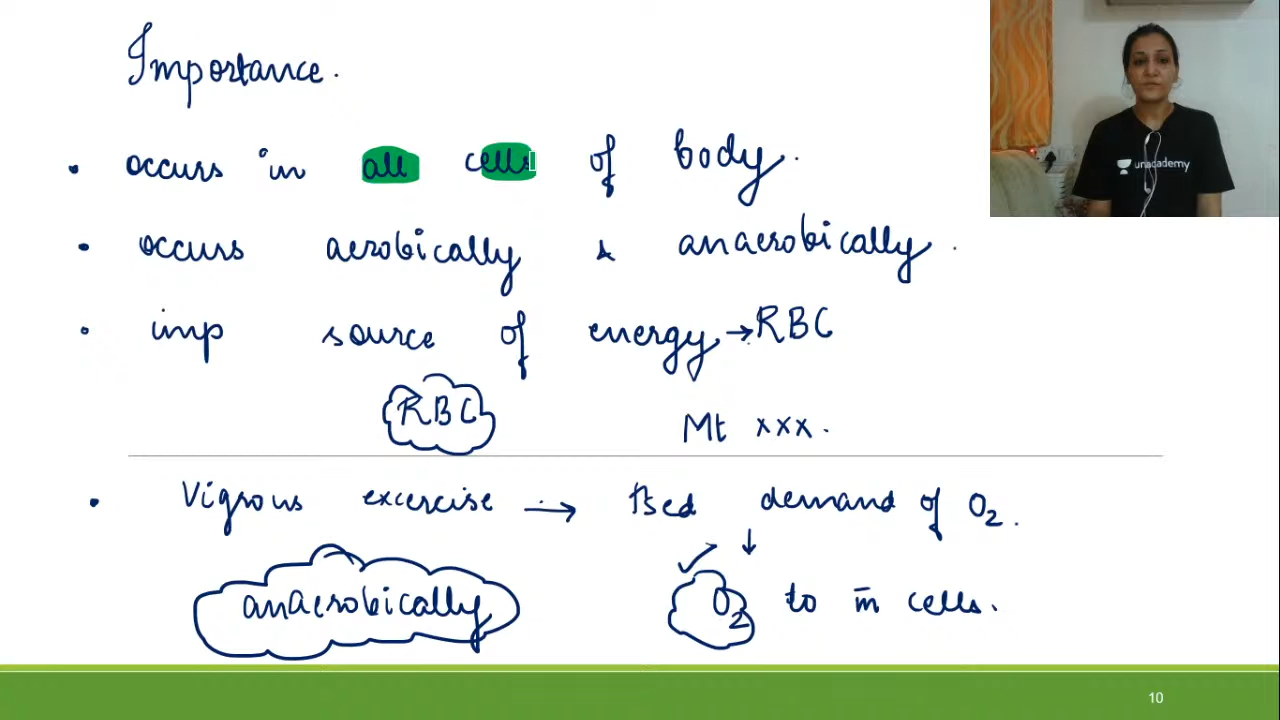 Importance.
unacademy
• occurs in all cells of body.
• occurs aerobically & anaerobically.
• imp source of energy → RBC
RBC Mt xxx.
• Vigrous excercise → ↑sed demand of O2.
↓
anaerobically ✓ O2 to m̄ cells.
10